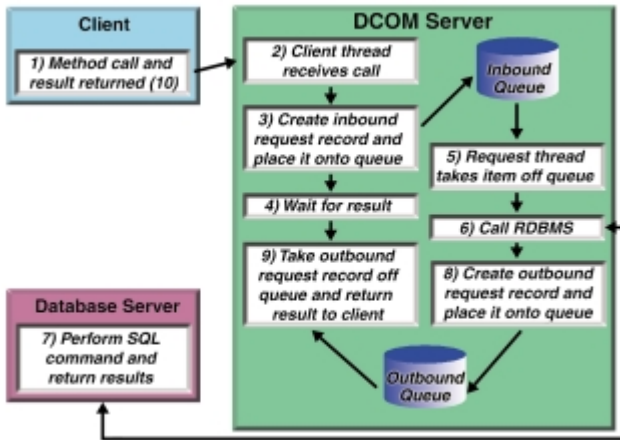 Client
1) Method call and
result returned (10)
DCOM Server
2) Client thread
receives call
Inbound
Queue
3) Create inbound
request record and
place it onto queue
5) Request thread
takes item off queue
4) Wait for result
6) Call RDBMS
9) Take outbound
request record off
queue and return
result to client
8) Create outbound
request record and
place it onto queue
Database Server
7) Perform SQL
command and
return results
Outbound
Queue